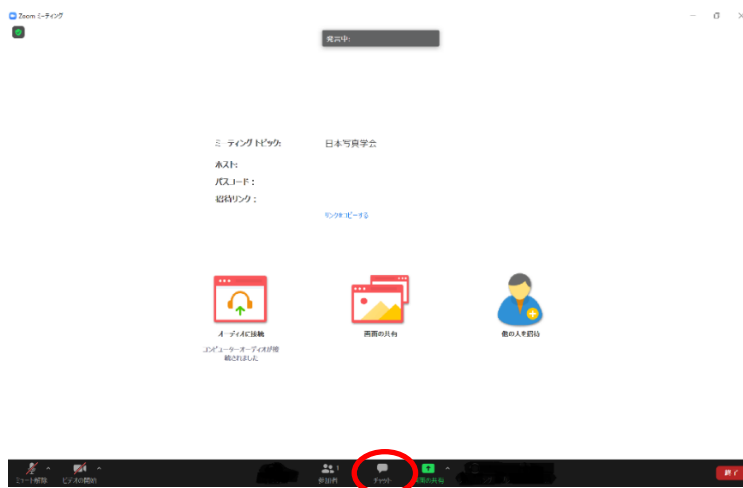 Zoom ミーティング
発言中:
ミーティング トピック: 日本写真学会
ホスト:
パスコード：
招待リンク：
リンクをコピーする
オーディオに接続 画面の共有 他の人を招待
コンピューターオーディオが接
続されました
ミュート解除 ビデオの開始 参加者 1 チャット 画面の共有 終了